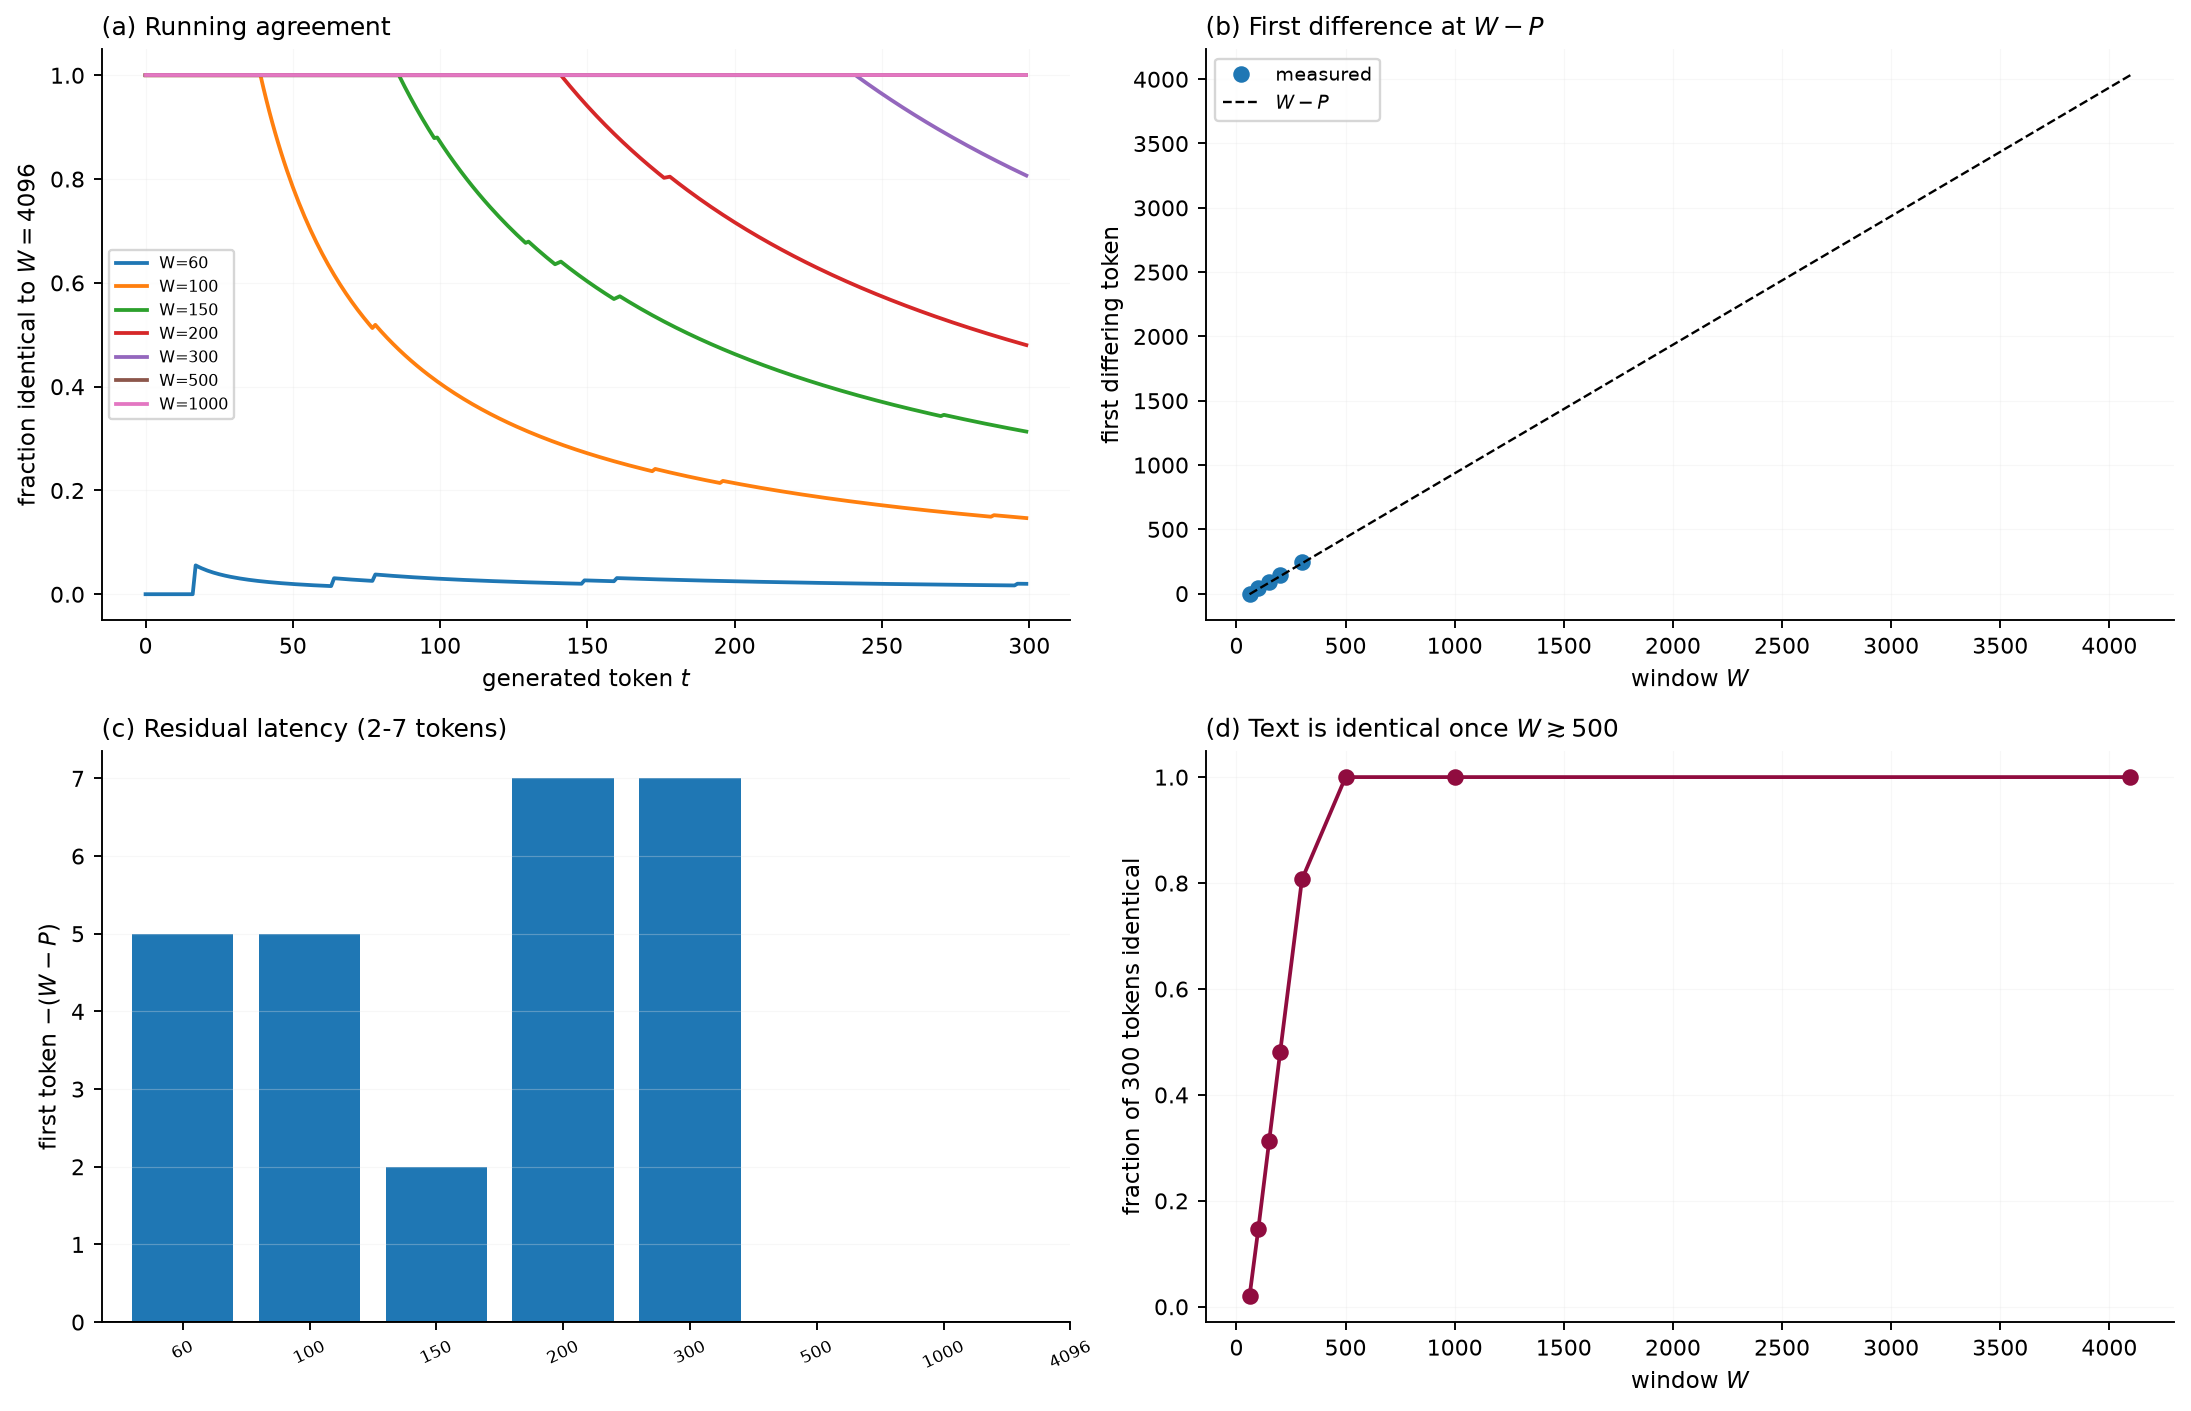 (a) Running agreement
fraction identical to W = 4096
1.0
0.8
0.6
0.4
0.2
0.0
W=60
W=100
W=150
W=200
W=300
W=500
W=1000
0 50 100 150 200 250 300
generated token t
(b) First difference at W − P
first differing token
4000
3500
3000
2500
2000
1500
1000
500
0
measured
W − P
0 500 1000 1500 2000 2500 3000 3500 4000
window W
(c) Residual latency (2-7 tokens)
first token −(W − P)
7
6
5
4
3
2
1
0
60 100 150 200 300 500 1000 4096
(d) Text is identical once W ≳ 500
fraction of 300 tokens identical
1.0
0.8
0.6
0.4
0.2
0.0
0 500 1000 1500 2000 2500 3000 3500 4000
window W